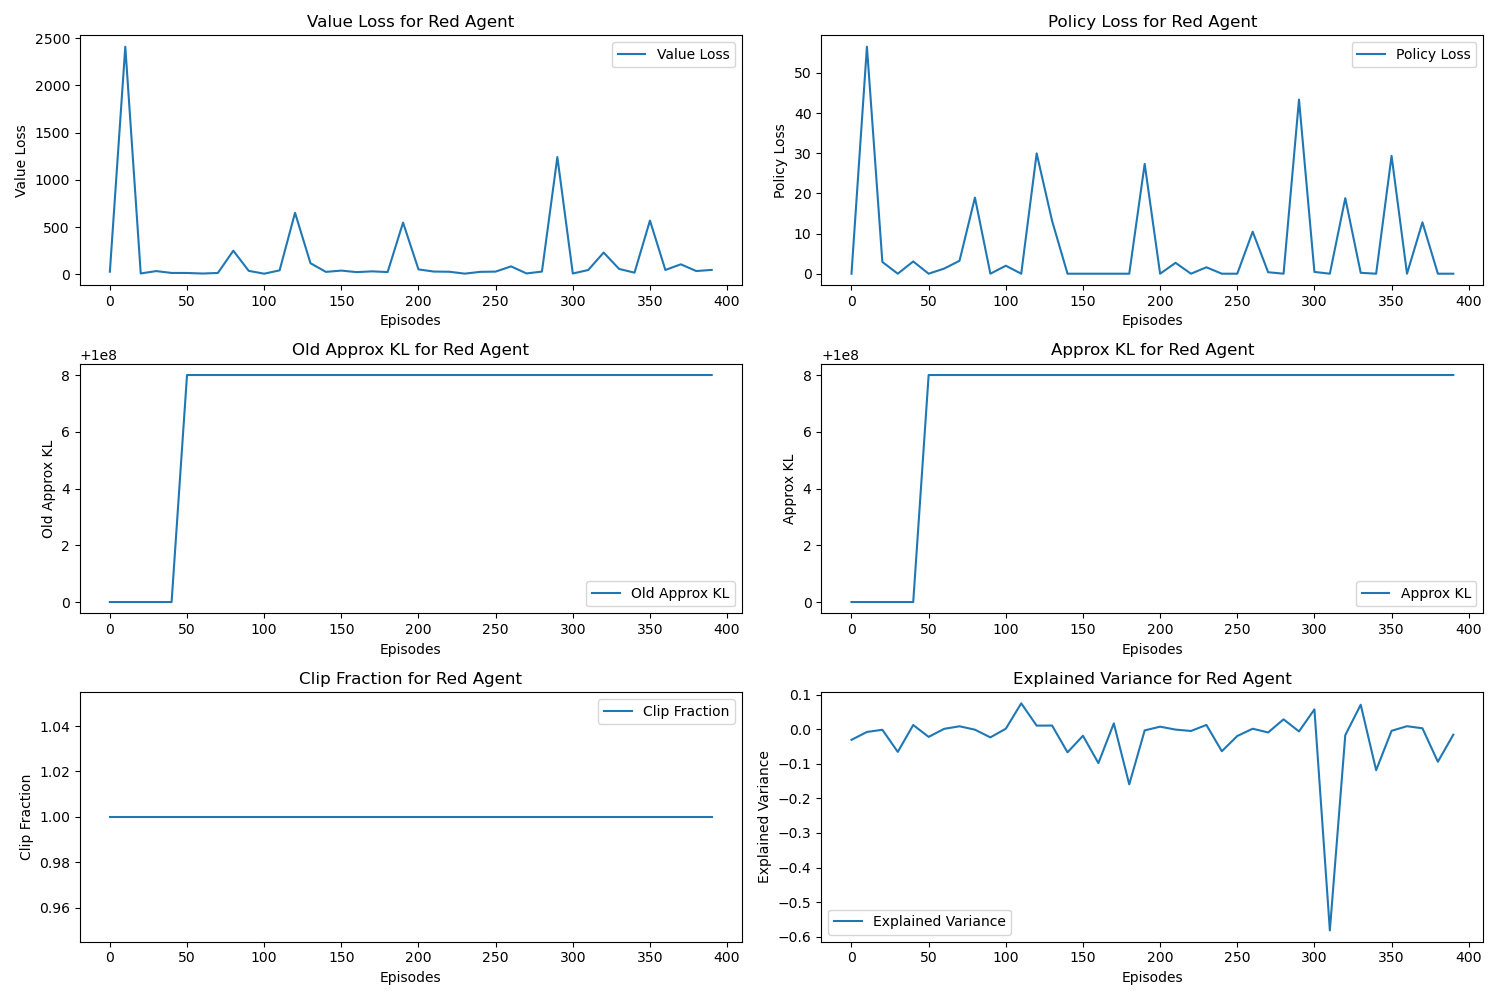 Value Loss for Red Agent
Value Loss
2500
2000
1500
1000
500
0
Value Loss
0 50 100 150 200 250 300 350 400
Episodes
Policy Loss for Red Agent
Policy Loss
50
40
30
20
10
0
Policy Loss
0 50 100 150 200 250 300 350 400
Episodes
Old Approx KL for Red Agent
+1e8
8
6
4
2
0
Old Approx KL
Old Approx KL
0 50 100 150 200 250 300 350 400
Episodes
Approx KL for Red Agent
+1e8
8
6
4
2
0
Approx KL
Approx KL
0 50 100 150 200 250 300 350 400
Episodes
Clip Fraction for Red Agent
Clip Fraction
1.04
1.02
1.00
0.98
0.96
Clip Fraction
0 50 100 150 200 250 300 350 400
Episodes
Explained Variance for Red Agent
0.1
0.0
−0.1
−0.2
−0.3
−0.4
−0.5
−0.6
Explained Variance
Explained Variance
0 50 100 150 200 250 300 350 400
Episodes